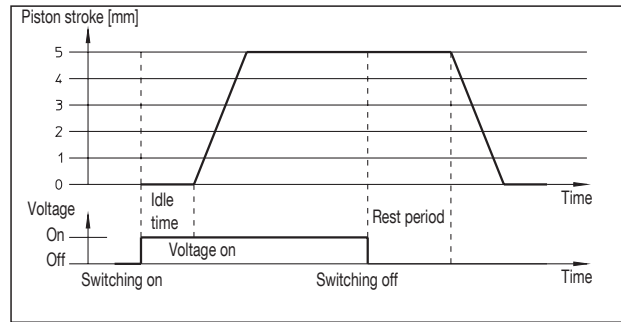 Piston stroke [mm]
5
4
3
2
1
0
Time
Idle
time
Rest period
Voltage
On
Off
Voltage on
Time
Switching on
Switching off